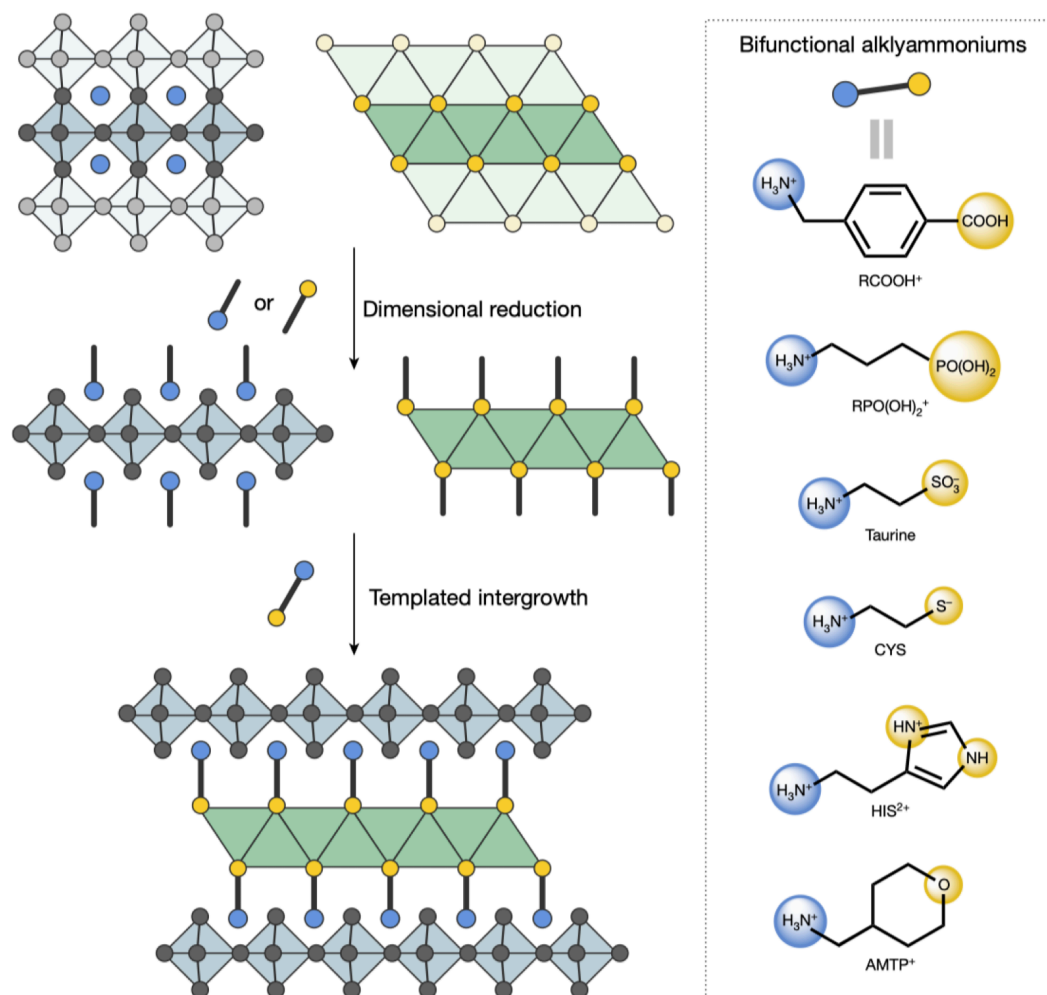 Bifunctional alklyammoniums
H₃N⁺
COOH
RCOOH⁺
or
Dimensional reduction
H₃N⁺
PO(OH)₂
RPO(OH)₂⁺
H₃N⁺
SO₃⁻
Taurine
Templated intergrowth
H₃N⁺
S⁻
CYS
HN⁺
NH
H₃N⁺
HIS²⁺
O
H₃N⁺
AMTP⁺